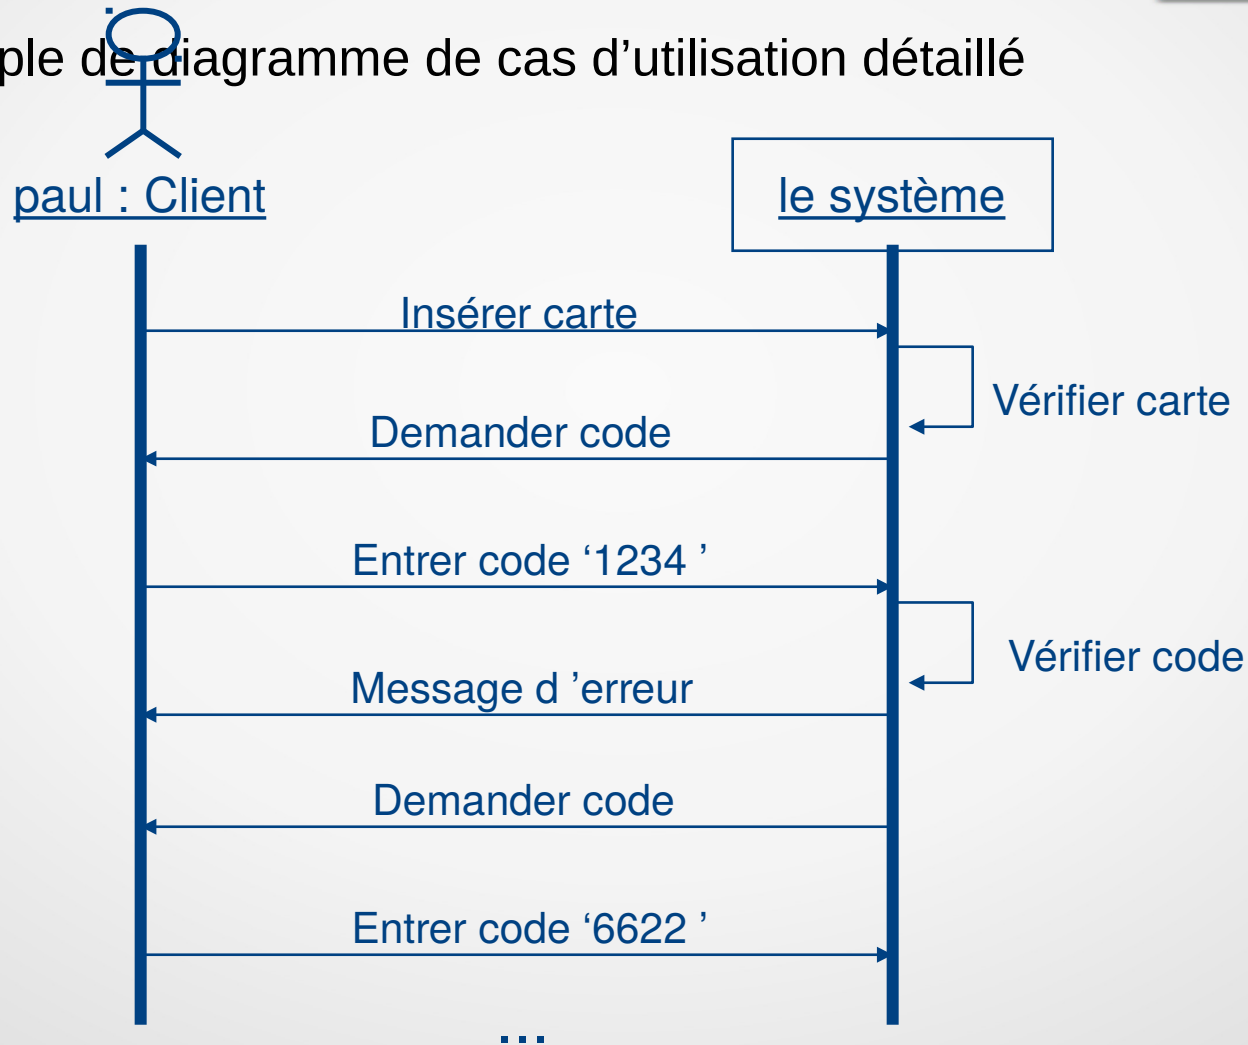 ple de diagramme de cas d’utilisation détaillé
paul : Client
le système
Insérer carte
Vérifier carte
Demander code
Entrer code ‘1234 ’
Vérifier code
Message d ’erreur
Demander code
Entrer code ‘6622 ’
...